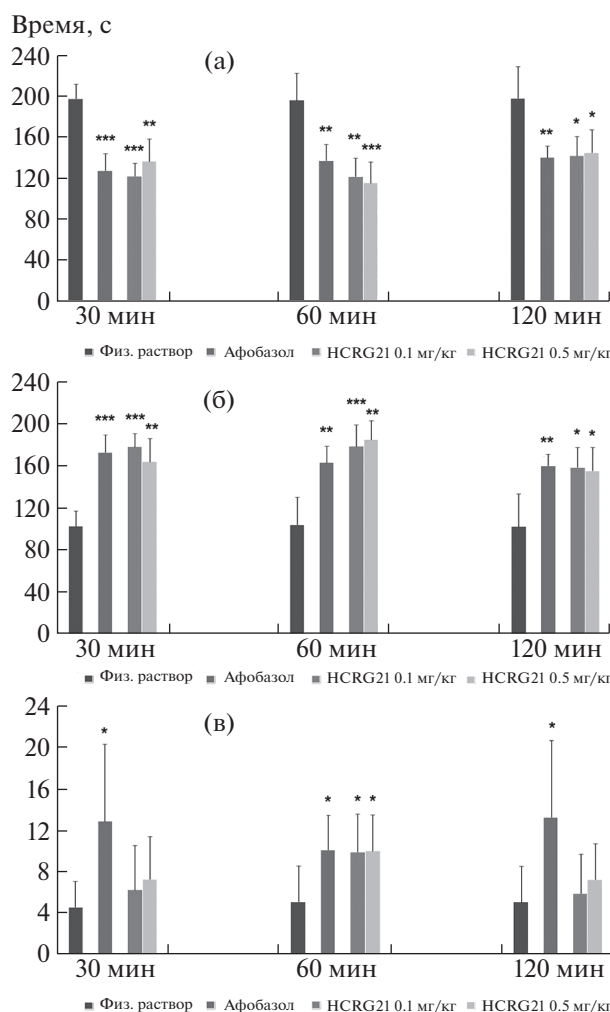 Время, с
240 (а)
200
*** *** ** ** ** *** ** * *
160
120
80
40
0
30 мин 60 мин 120 мин
Физ. раствор Афобазол HCRG21 0.1 мг/кг HCRG21 0.5 мг/кг
240 (б)
200
*** *** ** ** *** ** ** * *
160
120
80
40
0
30 мин 60 мин 120 мин
Физ. раствор Афобазол HCRG21 0.1 мг/кг HCRG21 0.5 мг/кг
24 (в)
* * * * *
20
16
12
8
4
0
30 мин 60 мин 120 мин
Физ. раствор Афобазол HCRG21 0.1 мг/кг HCRG21 0.5 мг/кг